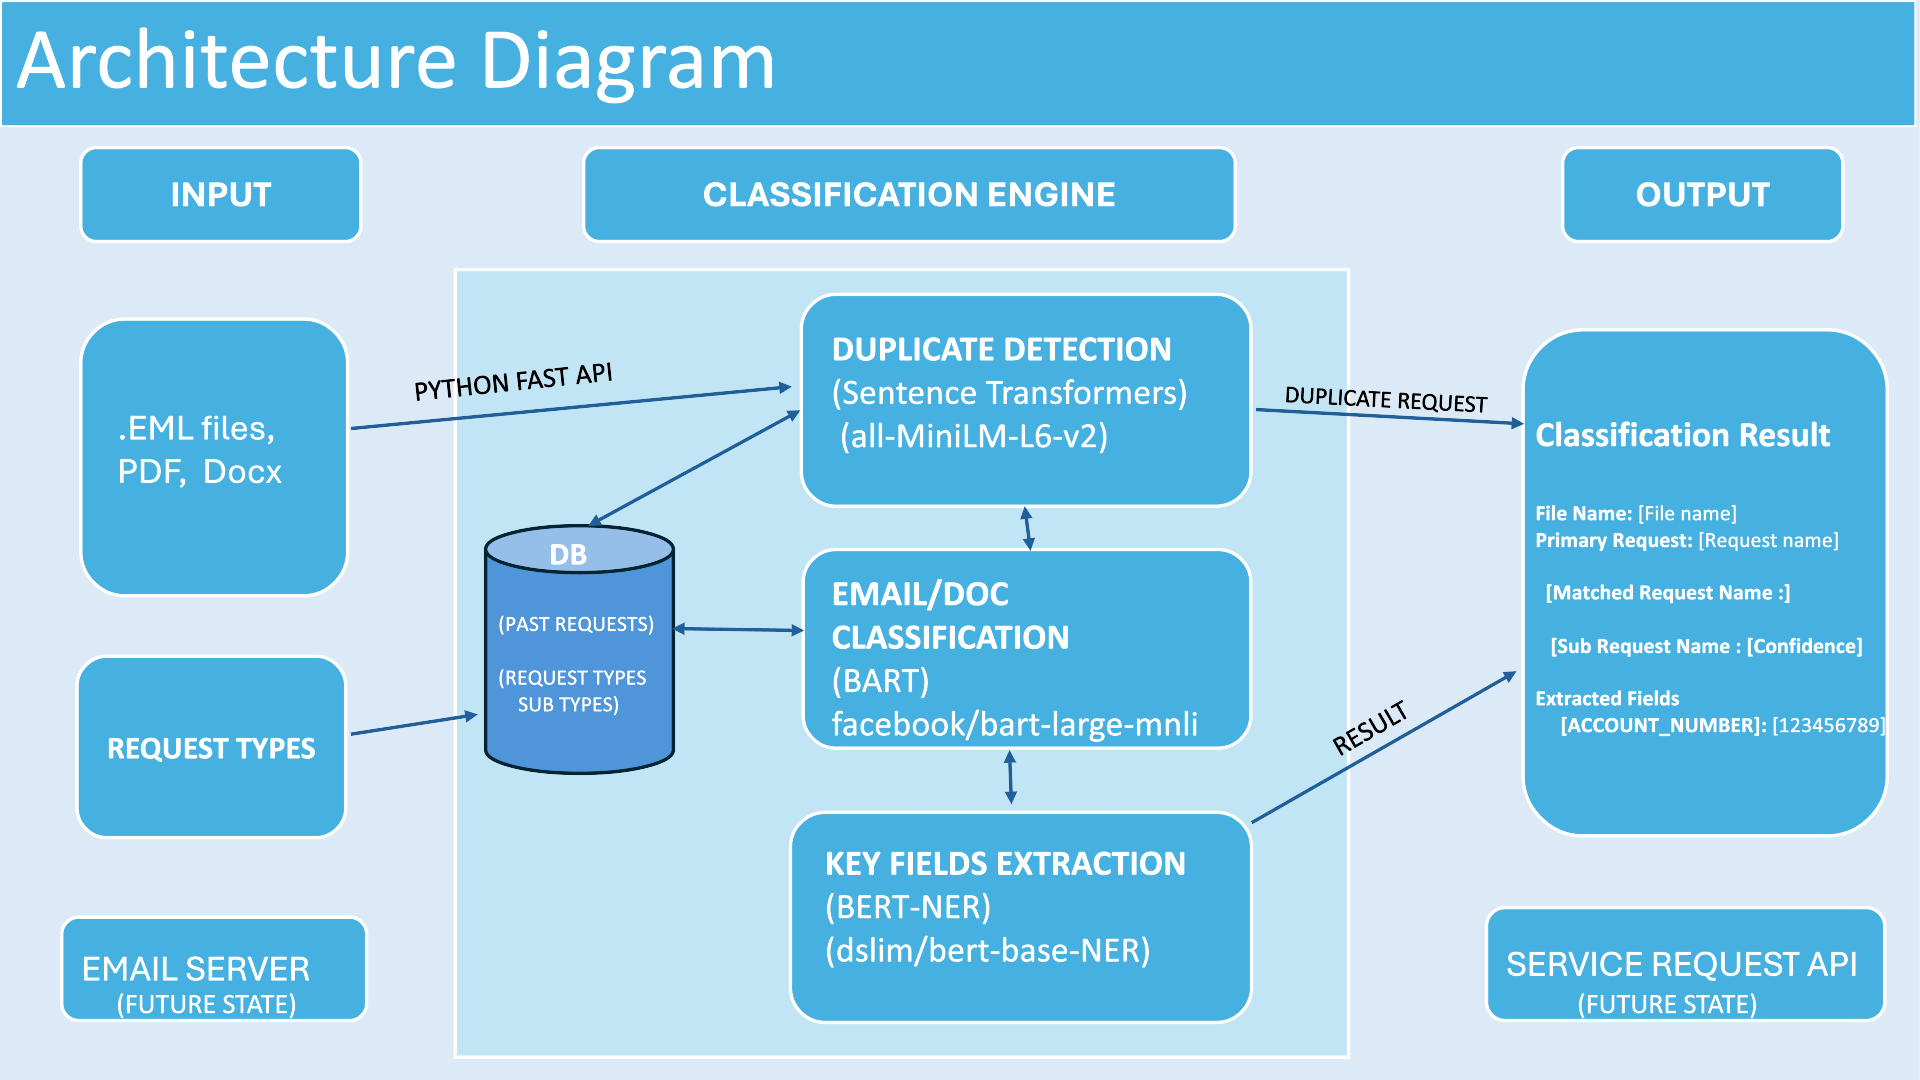 Architecture Diagram
INPUT
CLASSIFICATION ENGINE
OUTPUT
.EML files,
PDF,  Docx
REQUEST TYPES
EMAIL SERVER
(FUTURE STATE)
PYTHON FAST API
DB
(PAST REQUESTS)
(REQUEST TYPES
SUB TYPES)
DUPLICATE DETECTION
(Sentence Transformers)
(all-MiniLM-L6-v2)
EMAIL/DOC
CLASSIFICATION
(BART)
facebook/bart-large-mnli
KEY FIELDS EXTRACTION
(BERT-NER)
(dslim/bert-base-NER)
DUPLICATE REQUEST
RESULT
Classification Result
File Name: [File name]
Primary Request: [Request name]
[Matched Request Name :]
[Sub Request Name : [Confidence]
Extracted Fields
[ACCOUNT_NUMBER]: [123456789]
SERVICE REQUEST API
(FUTURE STATE)